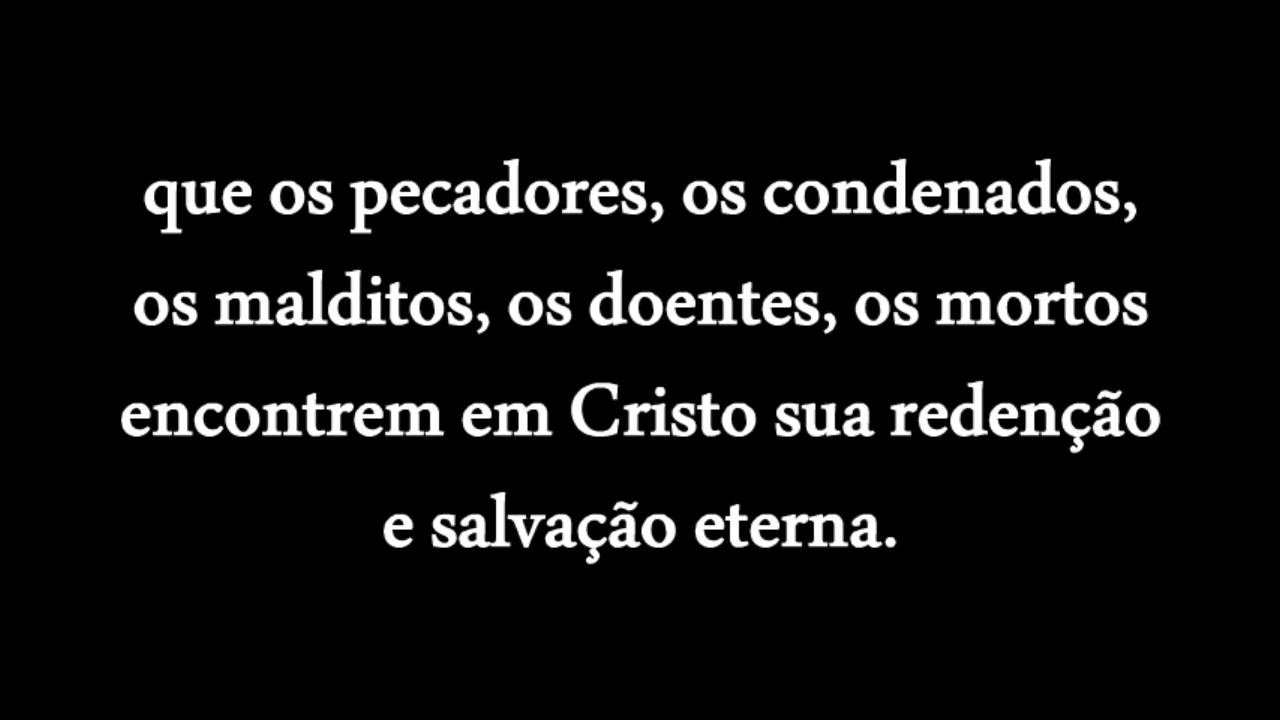 que os pecadores, os condenados,
os malditos, os doentes, os mortos
encontrem em Cristo sua redenção
e salvação eterna.